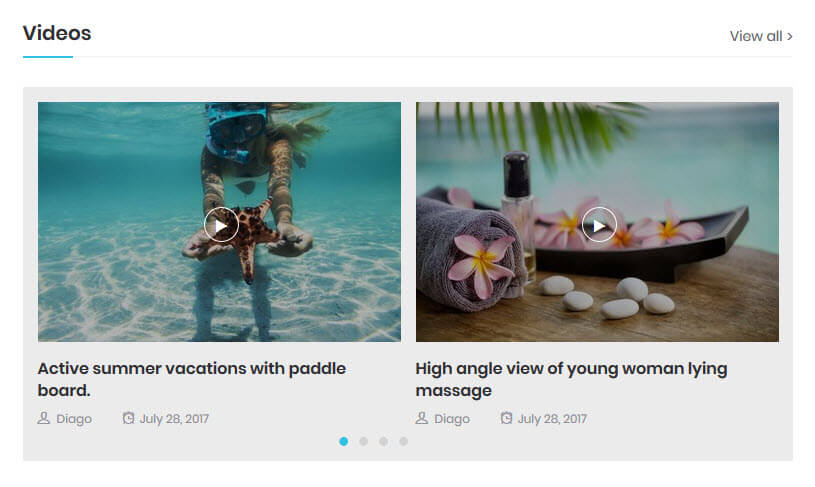 Videos
View all >
Active summer vacations with paddle
board.
Diago July 28, 2017
High angle view of young woman lying
massage
Diago July 28, 2017